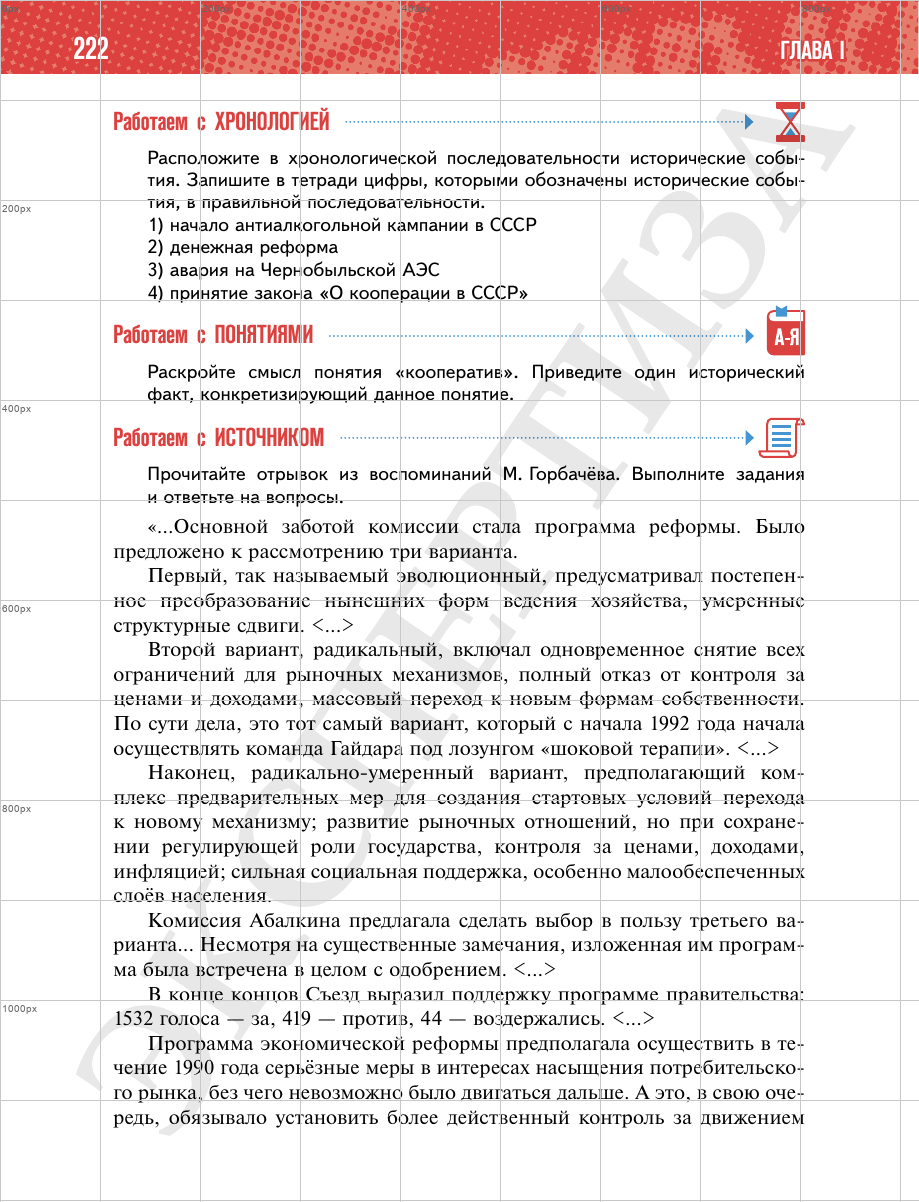 222
ГЛАВА I
Работаем с ХРОНОЛОГИЕЙ
Расположите в хронологической последовательности исторические собы-
тия. Запишите в тетради цифры, которыми обозначены исторические собы-
тия, в правильной последовательности.
1) начало антиалкогольной кампании в СССР
2) денежная реформа
3) авария на Чернобыльской АЭС
4) принятие закона «О кооперации в СССР»
Работаем с ПОНЯТИЯМИ
А-Я
Раскройте смысл понятия «кооператив». Приведите один исторический
факт, конкретизирующий данное понятие.
Работаем с ИСТОЧНИКОМ
Прочитайте отрывок из воспоминаний М. Горбачёва. Выполните задания
и ответьте на вопросы.
«...Основной заботой комиссии стала программа реформы. Было
предложено к рассмотрению три варианта.
Первый, так называемый эволюционный, предусматривал постепен-
ное преобразование нынешних форм ведения хозяйства, умеренные
структурные сдвиги. <...>
Второй вариант, радикальный, включал одновременное снятие всех
ограничений для рыночных механизмов, полный отказ от контроля за
ценами и доходами, массовый переход к новым формам собственности.
По сути дела, это тот самый вариант, который с начала 1992 года начала
осуществлять команда Гайдара под лозунгом «шоковой терапии». <...>
Наконец, радикально-умеренный вариант, предполагающий ком-
плекс предварительных мер для создания стартовых условий перехода
к новому механизму; развитие рыночных отношений, но при сохране-
нии регулирующей роли государства, контроля за ценами, доходами,
инфляцией; сильная социальная поддержка, особенно малообеспеченных
слоёв населения.
Комиссия Абалкина предлагала сделать выбор в пользу третьего ва-
рианта... Несмотря на существенные замечания, изложенная им програм-
ма была встречена в целом с одобрением. <...>
В конце концов Съезд выразил поддержку программе правительства:
1532 голоса — за, 419 — против, 44 — воздержались. <...>
Программа экономической реформы предполагала осуществить в те-
чение 1990 года серьёзные меры в интересах насыщения потребительско-
го рынка, без чего невозможно было двигаться дальше. А это, в свою оче-
редь, обязывало установить более действенный контроль за движением
ЭКСПЕРТИЗА
200px
400px
600px
800px
1000px